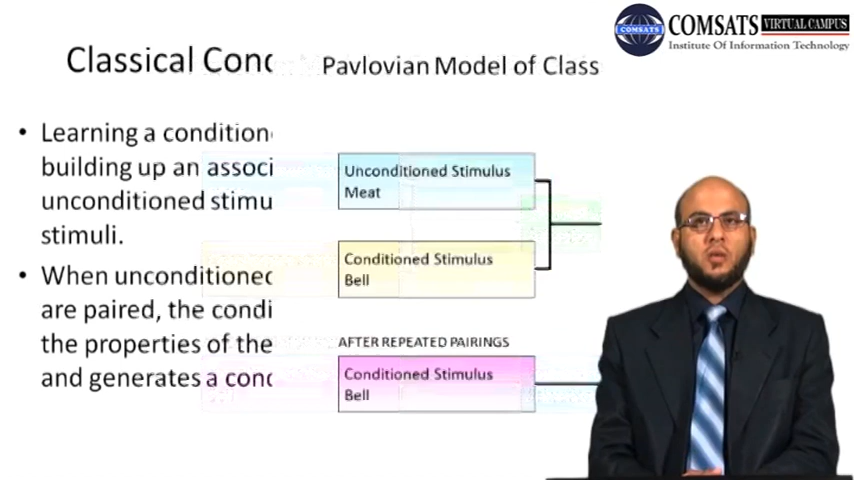 COMSATS VIRTUAL CAMPUS
COMSATS
Institute Of Information Technology
Classical Conc
Pavlovian Model of Class
• Learning a condition
building up an associ
unconditioned stimu
stimuli.
• When unconditioned
are paired, the condi
the properties of the
and generates a conc
Unconditioned Stimulus
Meat
Conditioned Stimulus
Bell
AFTER REPEATED PAIRINGS
Conditioned Stimulus
Bell